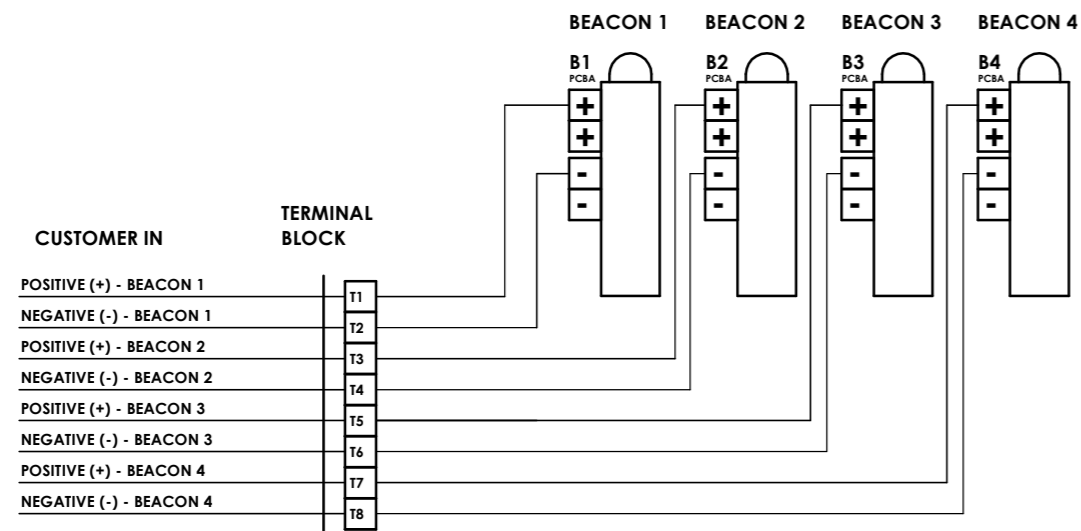 BEACON 1 BEACON 2 BEACON 3 BEACON 4
B1 B2 B3 B4
PCBA PCBA PCBA PCBA
+ + + +
+ + + +
- - - -
- - - -
TERMINAL
BLOCK
CUSTOMER IN
POSITIVE (+) - BEACON 1
T1
NEGATIVE (-) - BEACON 1
T2
POSITIVE (+) - BEACON 2
T3
NEGATIVE (-) - BEACON 2
T4
POSITIVE (+) - BEACON 3
T5
NEGATIVE (-) - BEACON 3
T6
POSITIVE (+) - BEACON 4
T7
NEGATIVE (-) - BEACON 4
T8